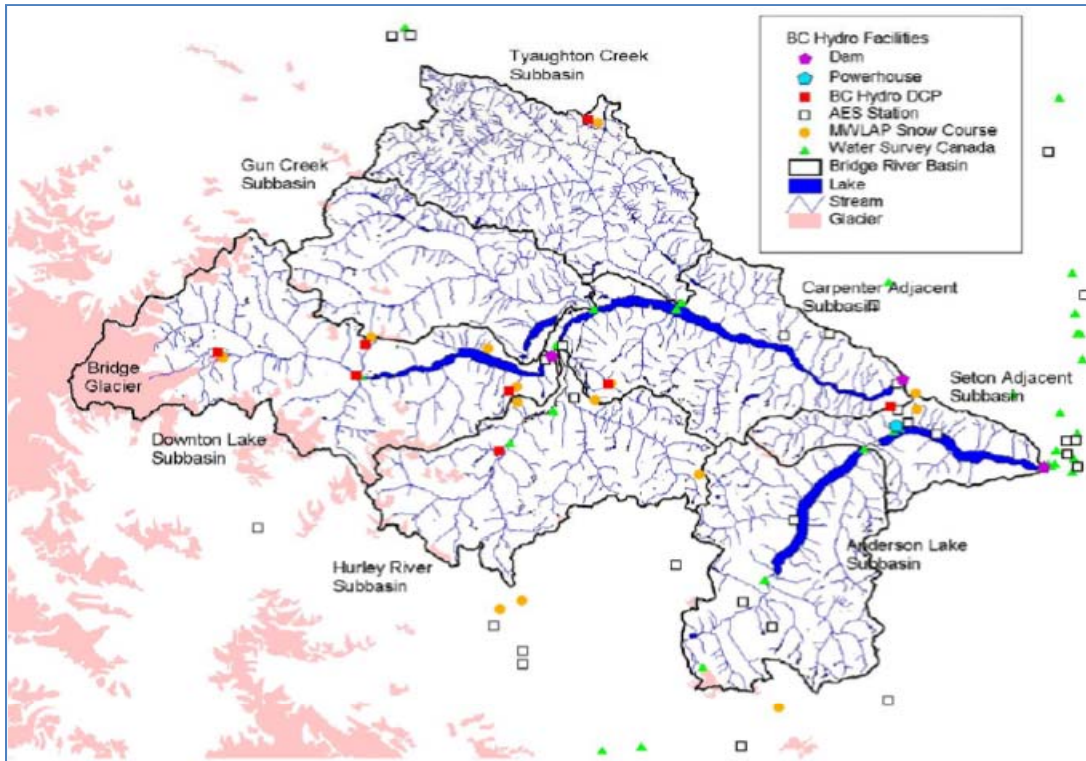 Tyaughton Creek
Subbasin
Gun Creek
Subbasin
BC Hydro Facilities
Dam
Powerhouse
BC Hydro DCP
AES Station
MWLAP Snow Course
Water Survey Canada
Bridge River Basin
Lake
Stream
Glacier
Carpenter Adjacent
Subbasin
Bridge
Glacier
Seton Adjacent
Subbasin
Downton Lake
Subbasin
Hurley River
Subbasin
Anderson Lake
Subbasin